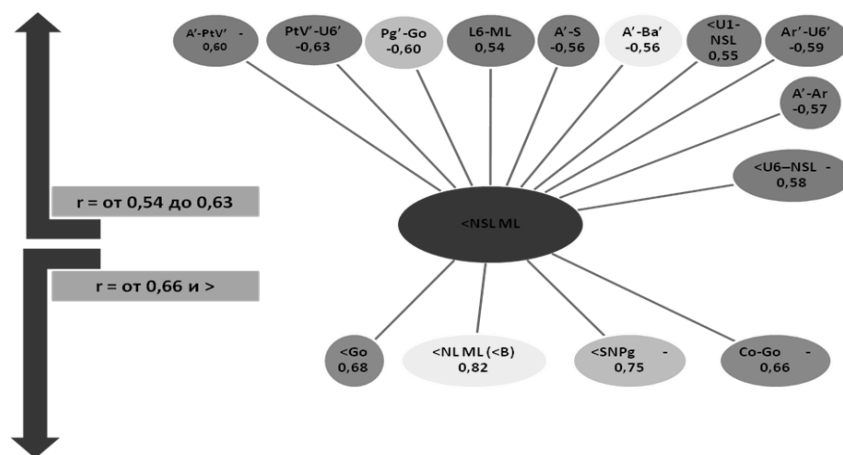 A′-PtV′ -
0,60
PtV′-U6′
-0,63
Pg′-Go
-0,60
L6-ML
0,54
A′-S
-0,56
A′-Ba′
-0,56
<U1-
NSL
0,55
Ar′-U6′
-0,59
A′-Ar
-0,57
<U6–NSL -
0,58
r = от 0,54 до 0,63
<NSL ML
r = от 0,66 и >
<Go
0,68
<NL ML (<B)
0,82
<SNPg -
0,75
Co-Go -
0,66